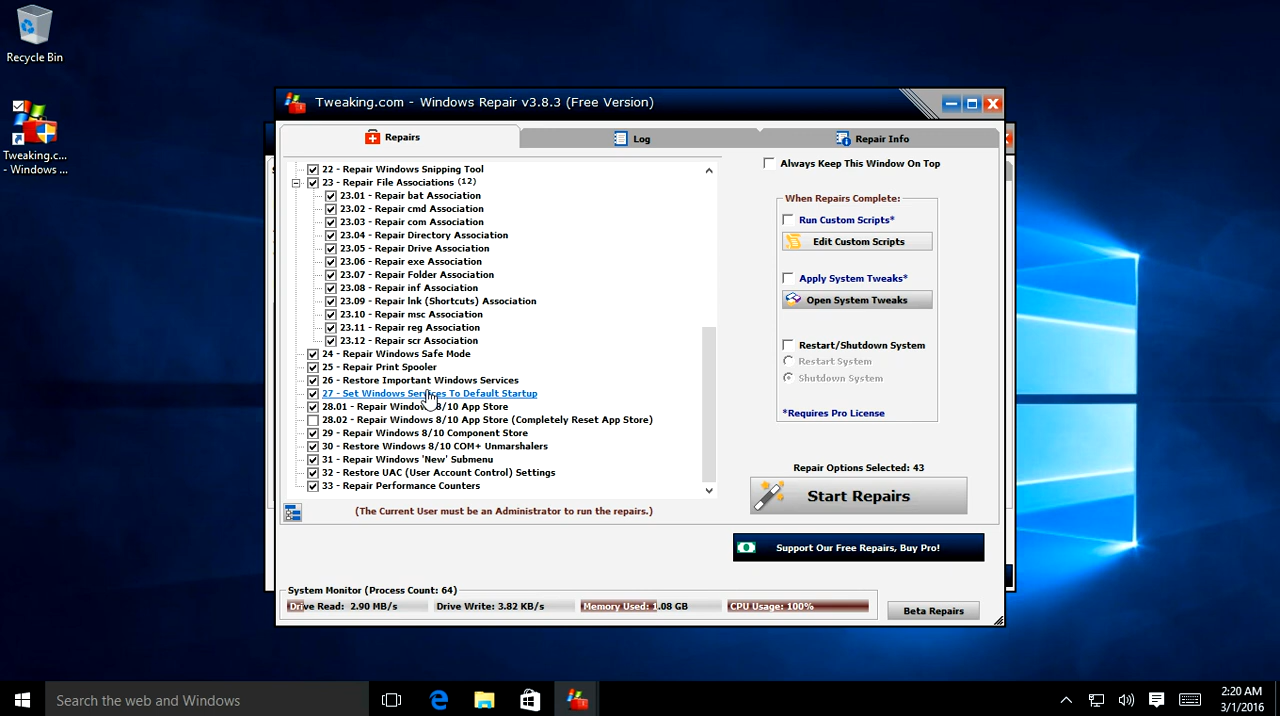 Recycle Bin
Tweaking.c...
- Windows ...
Tweaking.com - Windows Repair v3.8.3 (Free Version)
Repairs
Log
Repair Info
22 - Repair Windows Snipping Tool
23 - Repair File Associations (12)
23.01 - Repair bat Association
23.02 - Repair cmd Association
23.03 - Repair com Association
23.04 - Repair Directory Association
23.05 - Repair Drive Association
23.06 - Repair exe Association
23.07 - Repair Folder Association
23.08 - Repair inf Association
23.09 - Repair lnk (Shortcuts) Association
23.10 - Repair msc Association
23.11 - Repair reg Association
23.12 - Repair scr Association
24 - Repair Windows Safe Mode
25 - Repair Print Spooler
26 - Restore Important Windows Services
27 - Set Windows Services To Default Startup
28.01 - Repair Windows 8/10 App Store
28.02 - Repair Windows 8/10 App Store (Completely Reset App Store)
29 - Repair Windows 8/10 Component Store
30 - Restore Windows 8/10 COM+ Unmarshalers
31 - Repair Windows 'New' Submenu
32 - Restore UAC (User Account Control) Settings
33 - Repair Performance Counters
(The Current User must be an Administrator to run the repairs.)
Always Keep This Window On Top
When Repairs Complete:
Run Custom Scripts*
Edit Custom Scripts
Apply System Tweaks*
Open System Tweaks
Restart/Shutdown System
Restart System
Shutdown System
*Requires Pro License
Repair Options Selected: 43
Start Repairs
Support Our Free Repairs, Buy Pro!
System Monitor (Process Count: 64)
Drive Read: 2.90 MB/s
Drive Write: 3.82 KB/s
Memory Used: 1.08 GB
CPU Usage: 100%
Beta Repairs
Search the web and Windows
2:20 AM
3/1/2016